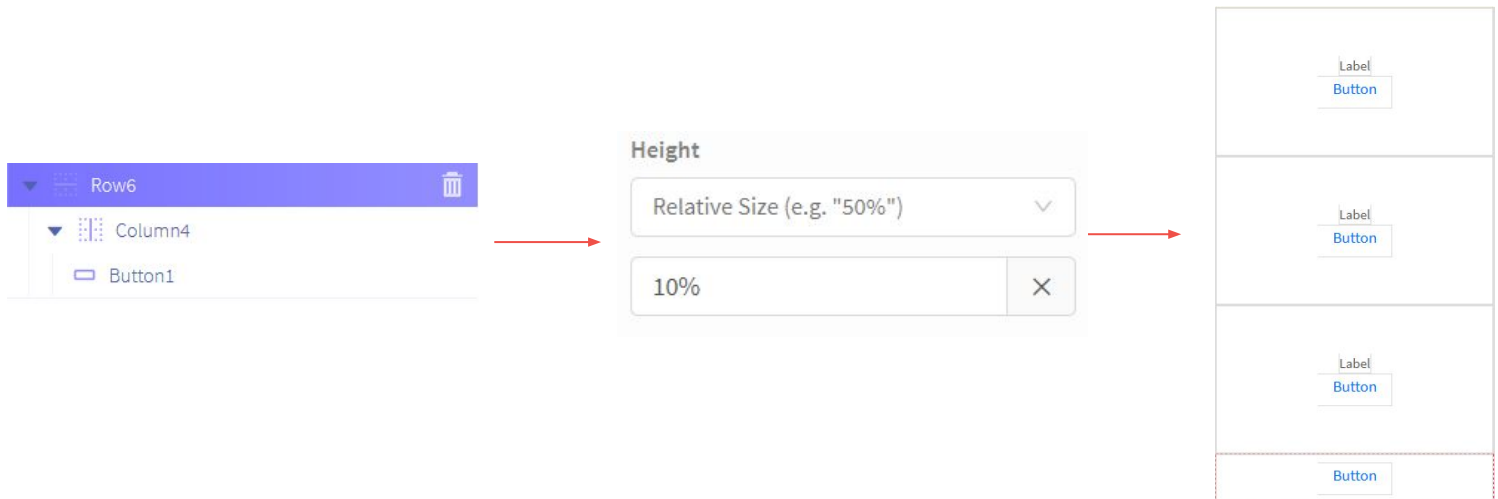 Row6
Column4
Button1
Height
Relative Size (e.g. "50%")
10%
Label
Button
Label
Button
Label
Button
Button